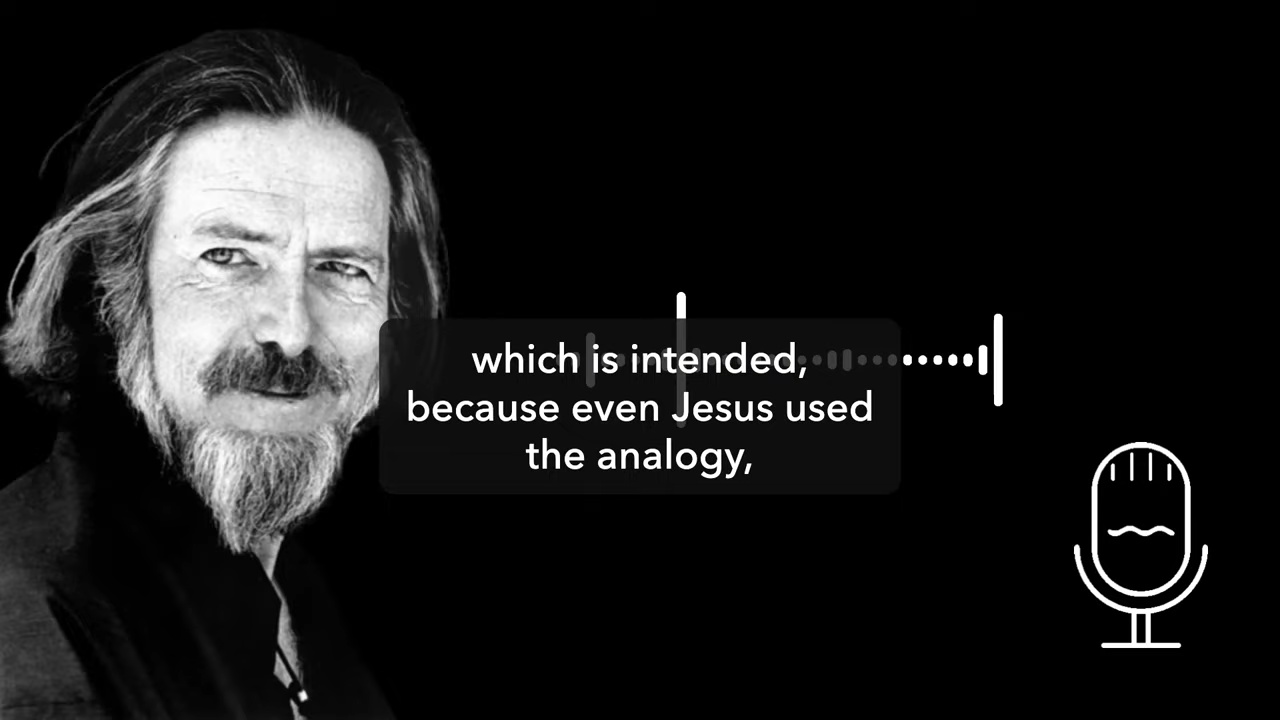 which is intended,
because even Jesus used
the analogy,